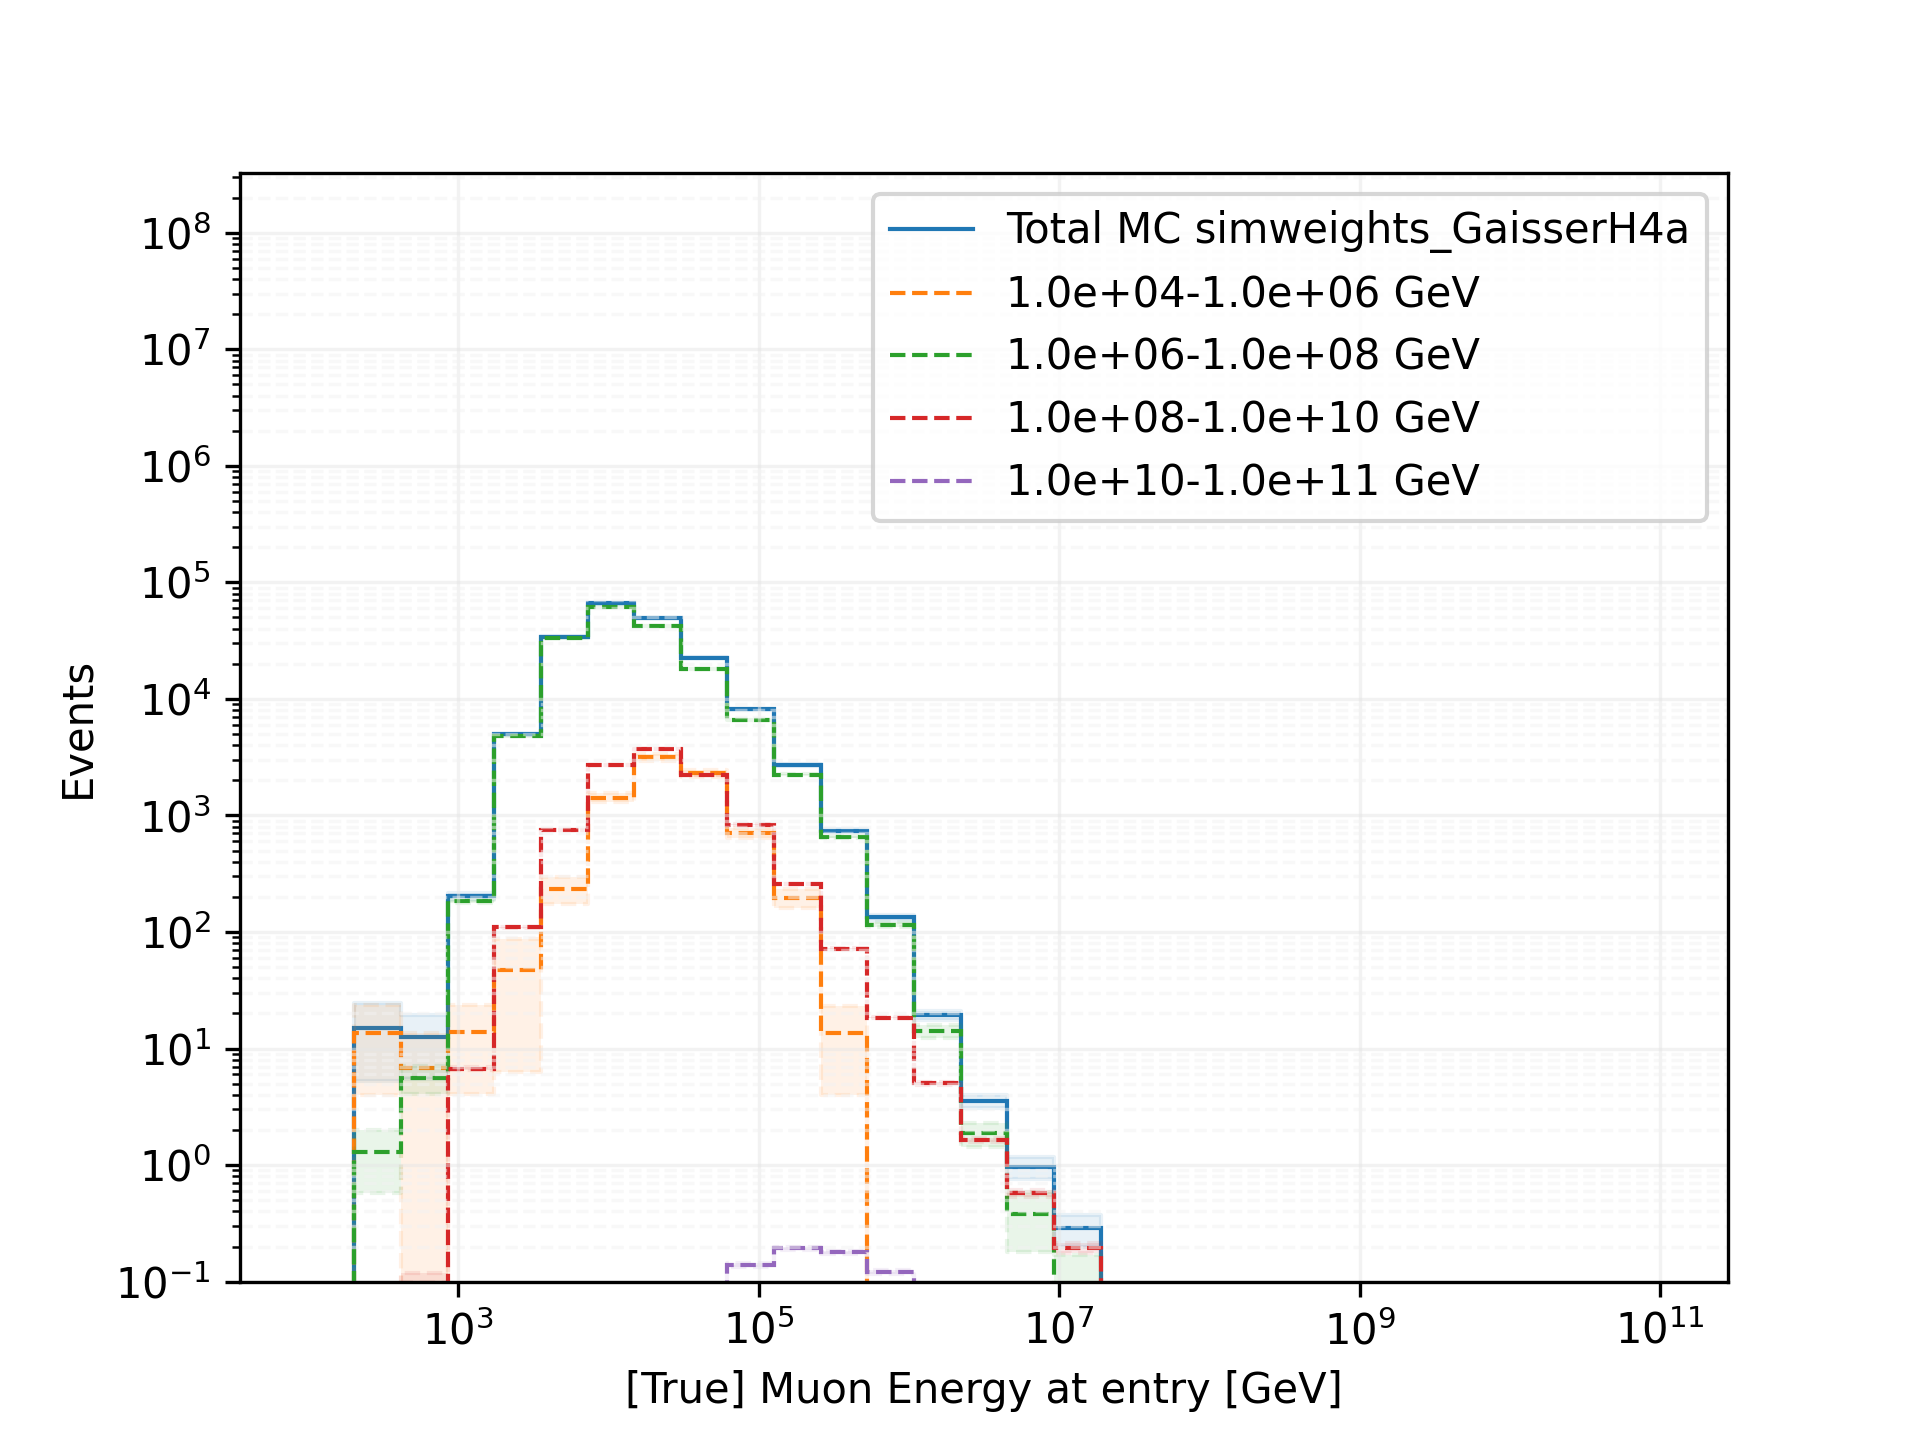 Total MC simweights_GaisserH4a
1.0e+04-1.0e+06 GeV
1.0e+06-1.0e+08 GeV
1.0e+08-1.0e+10 GeV
1.0e+10-1.0e+11 GeV
10⁸
10⁷
10⁶
10⁵
10⁴
10³
10²
10¹
10⁰
10⁻¹
Events
10³ 10⁵ 10⁷ 10⁹ 10¹¹
[True] Muon Energy at entry [GeV]